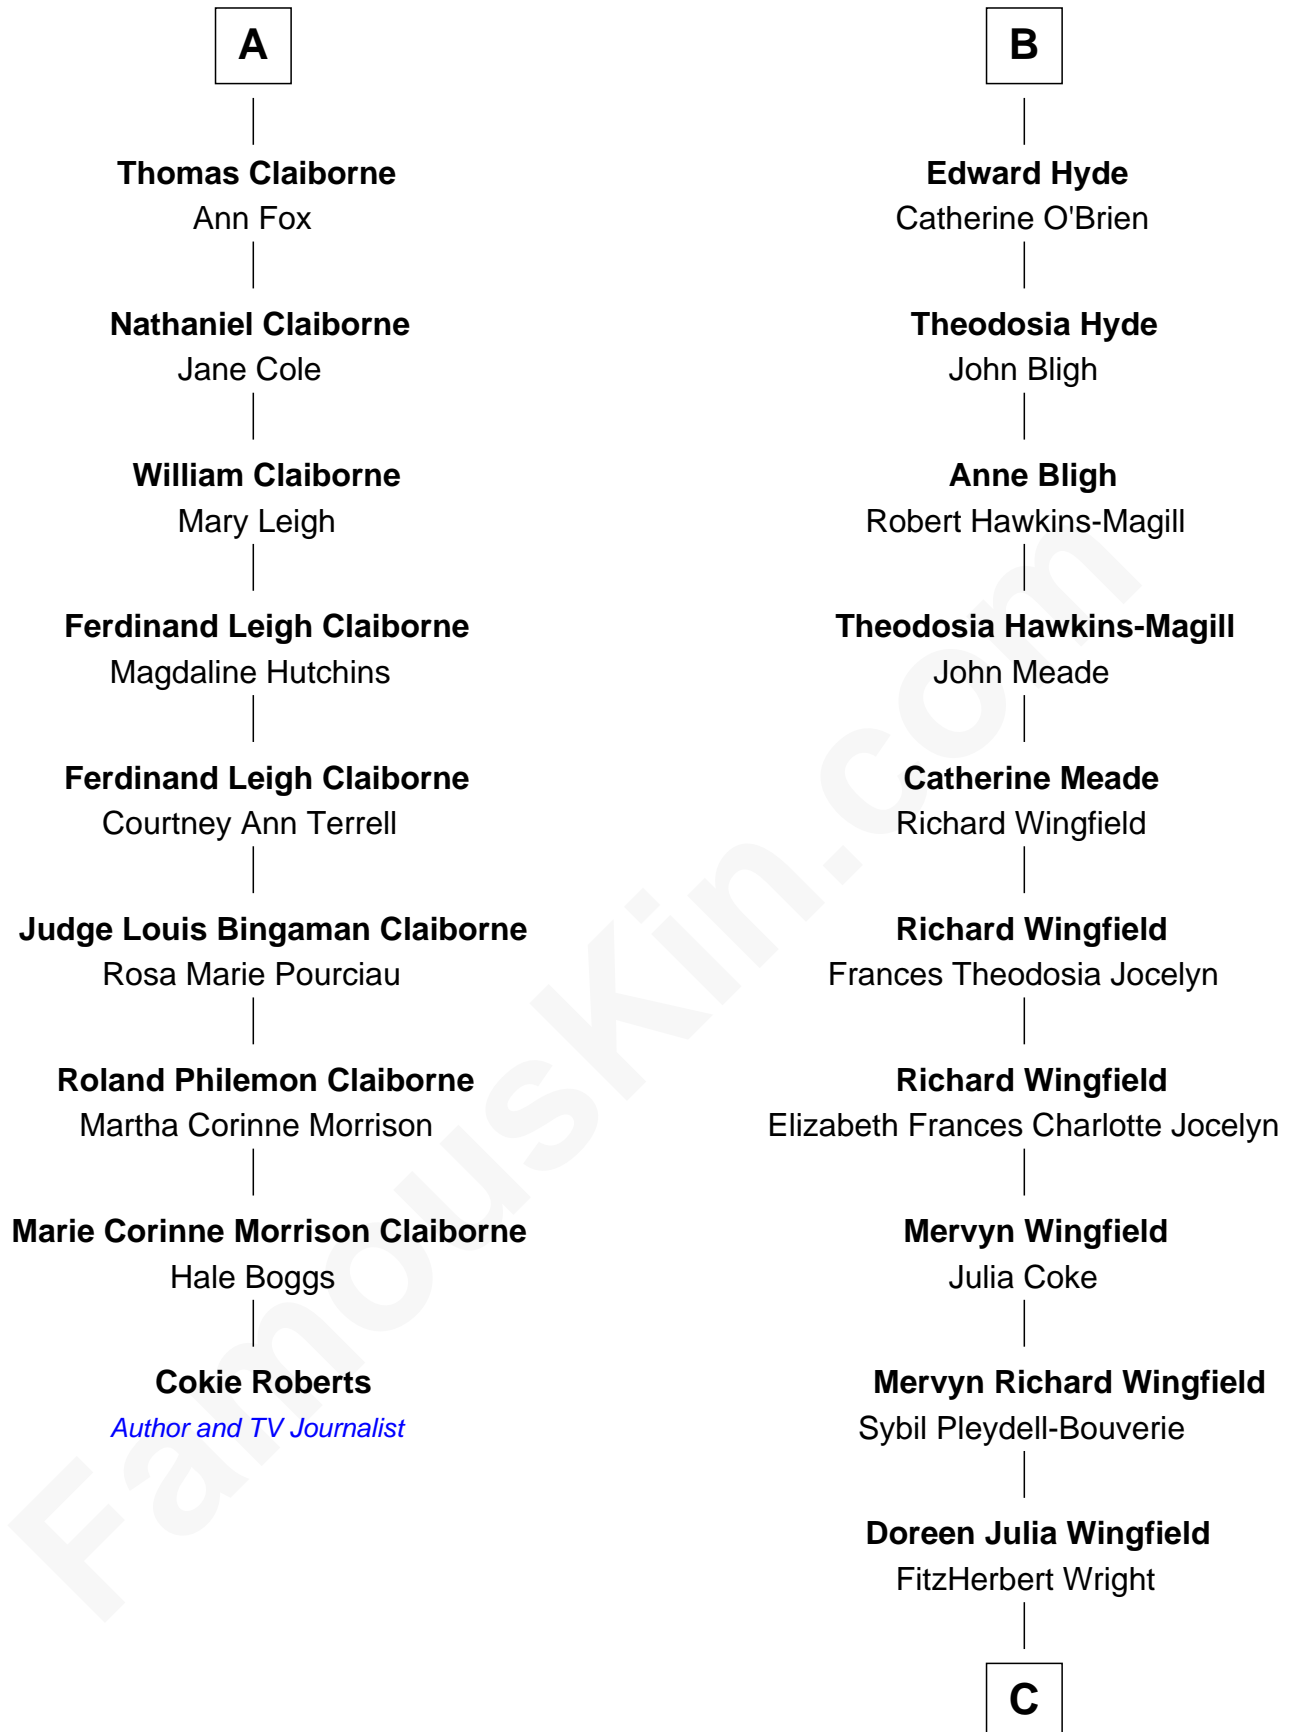 A
Thomas Claiborne
Ann Fox
Nathaniel Claiborne
Jane Cole
William Claiborne
Mary Leigh
Ferdinand Leigh Claiborne
Magdaline Hutchins
Ferdinand Leigh Claiborne
Courtney Ann Terrell
Judge Louis Bingaman Claiborne
Rosa Marie Pourciau
Roland Philemon Claiborne
Martha Corinne Morrison
Marie Corinne Morrison Claiborne
Hale Boggs
Cokie Roberts
Author and TV Journalist
B
Edward Hyde
Catherine O'Brien
Theodosia Hyde
John Bligh
Anne Bligh
Robert Hawkins-Magill
Theodosia Hawkins-Magill
John Meade
Catherine Meade
Richard Wingfield
Richard Wingfield
Frances Theodosia Jocelyn
Richard Wingfield
Elizabeth Frances Charlotte Jocelyn
Mervyn Wingfield
Julia Coke
Mervyn Richard Wingfield
Sybil Pleydell-Bouverie
Doreen Julia Wingfield
FitzHerbert Wright
C
FamousKin.com